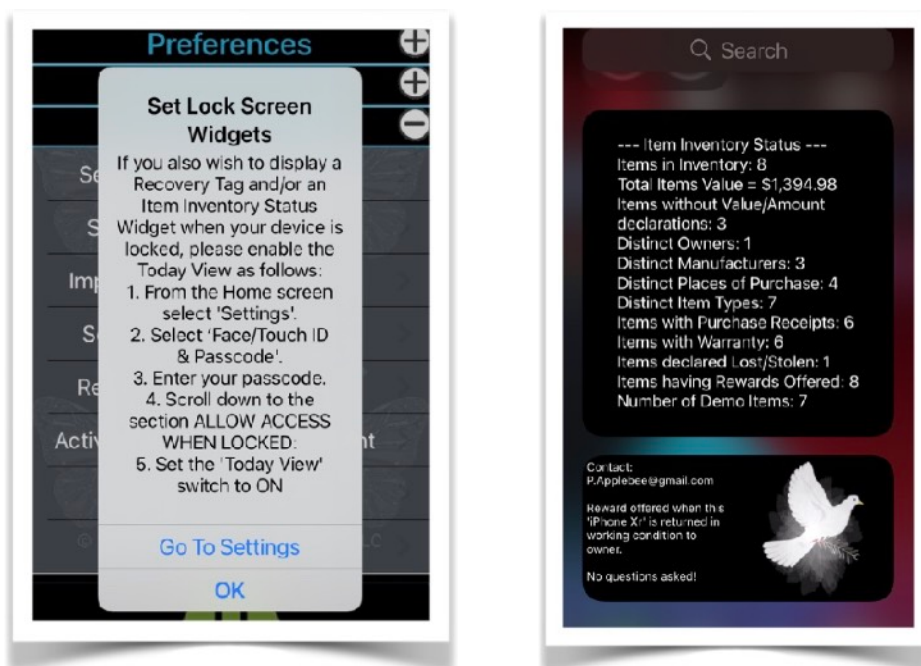 Preferences
Set Lock Screen
Widgets
If you also wish to display a
Recovery Tag and/or an
Item Inventory Status
Widget when your device is
locked, please enable the
Today View as follows:
1. From the Home screen
select 'Settings'.
2. Select 'Face/Touch ID
& Passcode'.
3. Enter your passcode.
4. Scroll down to the
section ALLOW ACCESS
WHEN LOCKED:
5. Set the 'Today View'
switch to ON
Go To Settings
OK
Search
--- Item Inventory Status ---
Items in Inventory: 8
Total Items Value = $1,394.98
Items without Value/Amount
declarations: 3
Distinct Owners: 1
Distinct Manufacturers: 3
Distinct Places of Purchase: 4
Distinct Item Types: 7
Items with Purchase Receipts: 6
Items with Warranty: 6
Items declared Lost/Stolen: 1
Items having Rewards Offered: 8
Number of Demo Items: 7
Contact:
P.Applebee@gmail.com
Reward offered when this
'iPhone Xr' is returned in
working condition to
owner.
No questions asked!